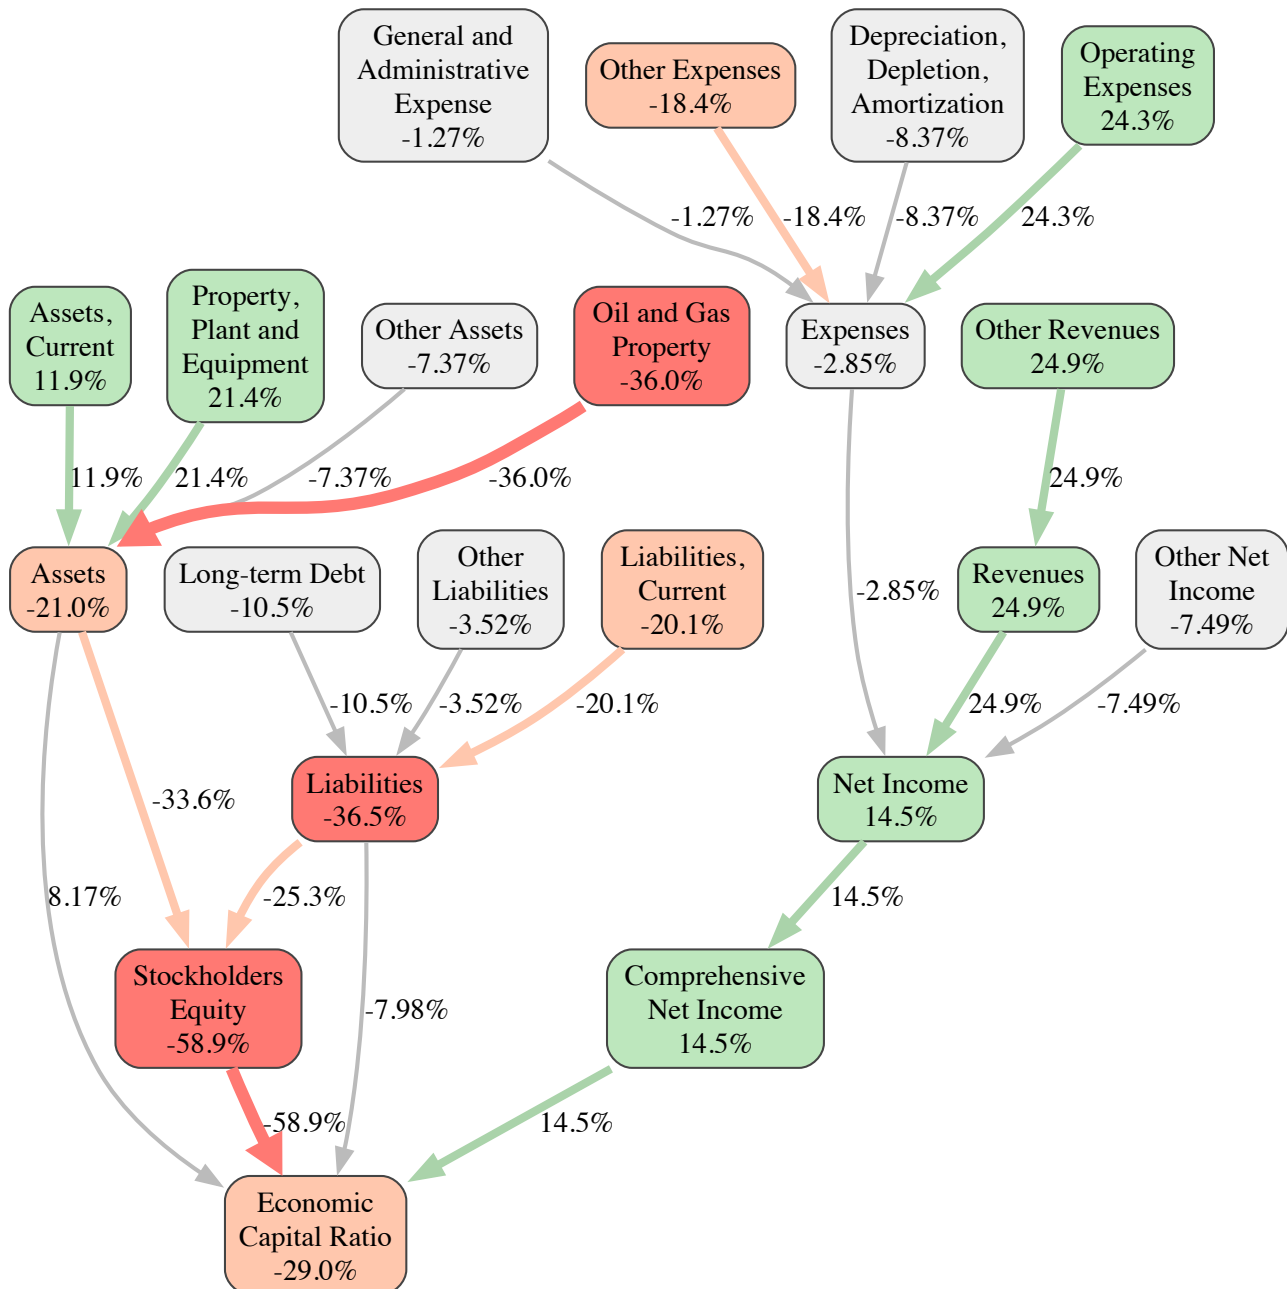 General and
Administrative
Expense
-1.27%
Other Expenses
-18.4%
Depreciation,
Depletion,
Amortization
-8.37%
Operating
Expenses
24.3%
-1.27%
-18.4%
-8.37%
24.3%
Assets,
Current
11.9%
Property,
Plant and
Equipment
21.4%
Other Assets
-7.37%
Oil and Gas
Property
-36.0%
Expenses
-2.85%
Other Revenues
24.9%
11.9%
21.4%
-7.37%
-36.0%
24.9%
Assets
-21.0%
Long-term Debt
-10.5%
Other
Liabilities
-3.52%
Liabilities,
Current
-20.1%
-2.85%
Revenues
24.9%
Other Net
Income
-7.49%
-10.5%
-3.52%
-20.1%
24.9%
-7.49%
-33.6%
Liabilities
-36.5%
Net Income
14.5%
8.17%
-25.3%
14.5%
Stockholders
Equity
-58.9%
-7.98%
Comprehensive
Net Income
14.5%
-58.9%
14.5%
Economic
Capital Ratio
-29.0%